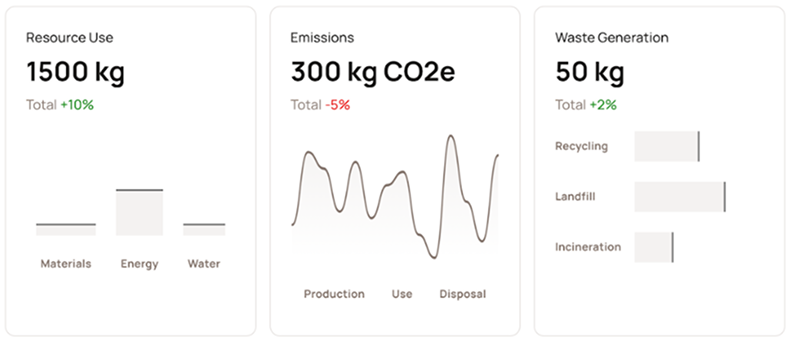 Resource Use
1500 kg
Total +10%
Materials Energy Water
Emissions
300 kg CO2e
Total -5%
Production Use Disposal
Waste Generation
50 kg
Total +2%
Recycling
Landfill
Incineration